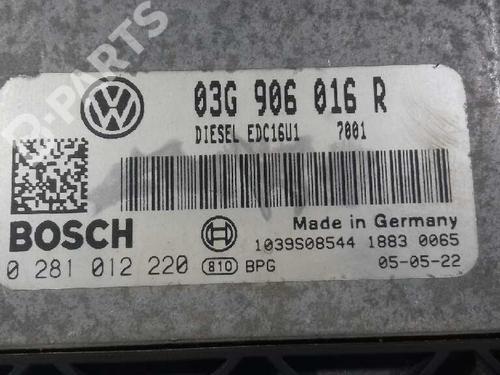 B-PARTS
03G 906 016 R
DIESEL EDC16U1 7001
BOSCH
Made in Germany
1039S08544 1883 0065
0 281 012 220 810 BPG 05-05-22